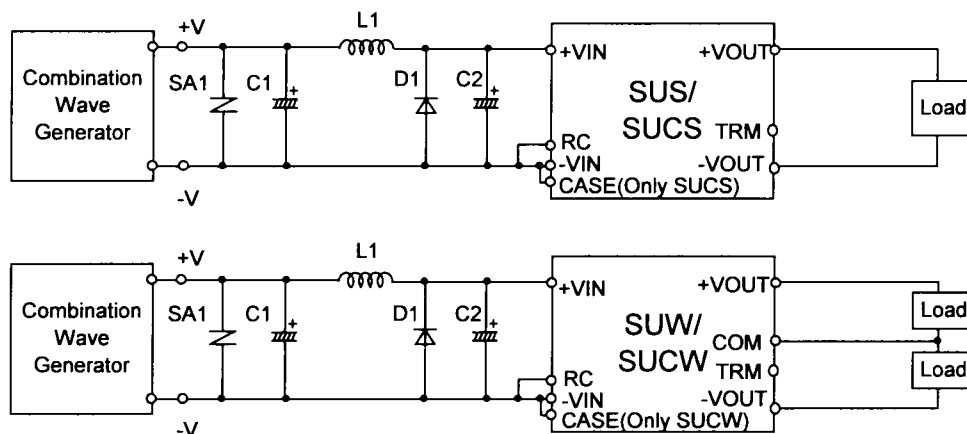 +V
L1
Combination
Wave
Generator
SA1
C1
+
D1
C2
+
+VIN
+VOUT
SUS/
SUCS
Load
RC
TRM
-VIN
-VOUT
CASE(Only SUCS)
-V
+V
L1
Combination
Wave
Generator
SA1
C1
+
D1
C2
+
+VIN
+VOUT
Load
SUW/
SUCW
COM
RC
TRM
Load
-VIN
-VOUT
CASE(Only SUCW)
-V